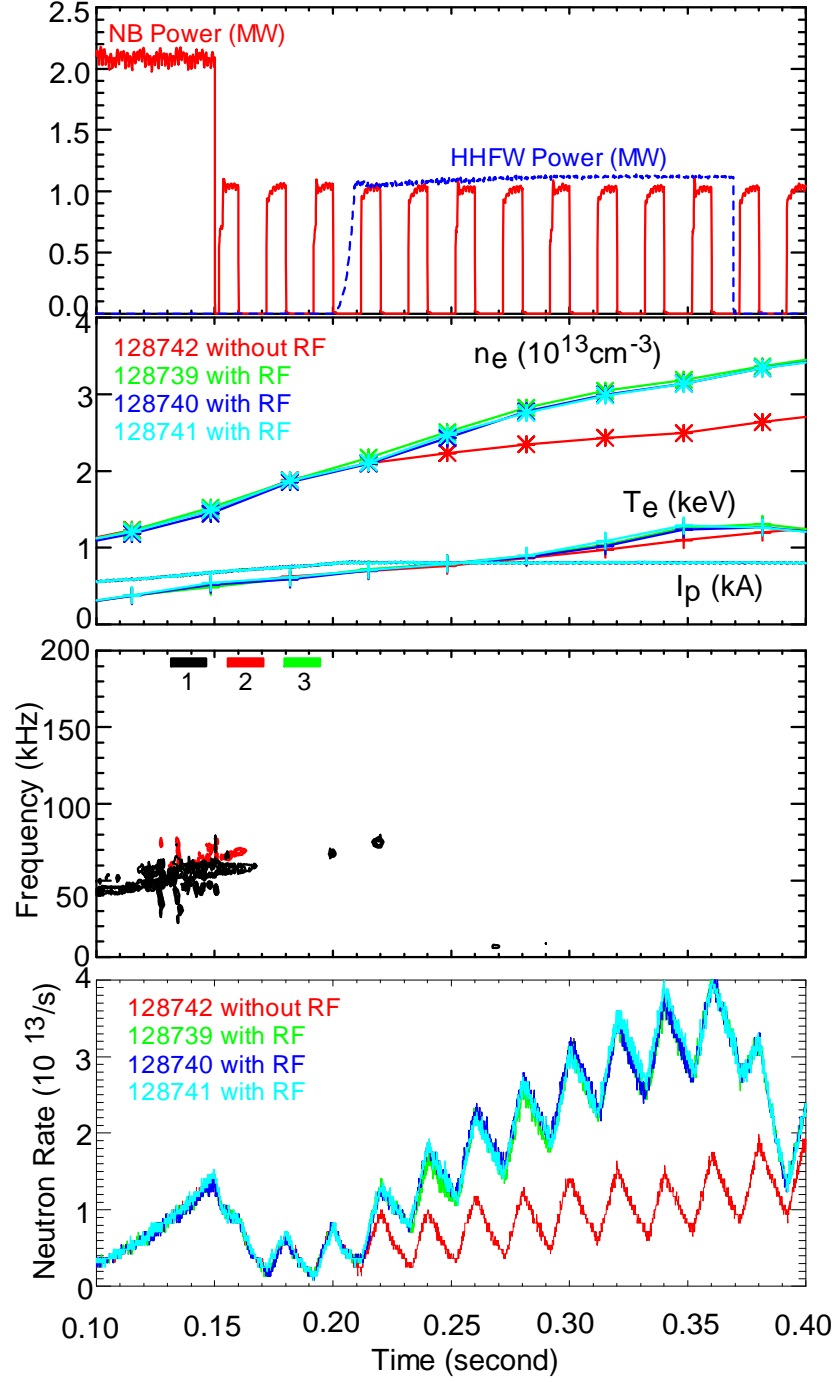 2.5
NB Power (MW)
2.0
1.5
HHFW Power (MW)
1.0
0.5
0.0
4
128742 without RF
n e (10 13 cm -3 )
128739 with RF
3
128740 with RF
128741 with RF
2
T e (keV)
1
I p (kA)
0
200
1 2 3
150
Frequency (kHz)
100
50
0
4
128742 without RF
128739 with RF
3
128740 with RF
128741 with RF
Neutron Rate (10 13/s)
2
1
0
0.10 0.15 0.20 0.25 0.30 0.35 0.40
Time (second)